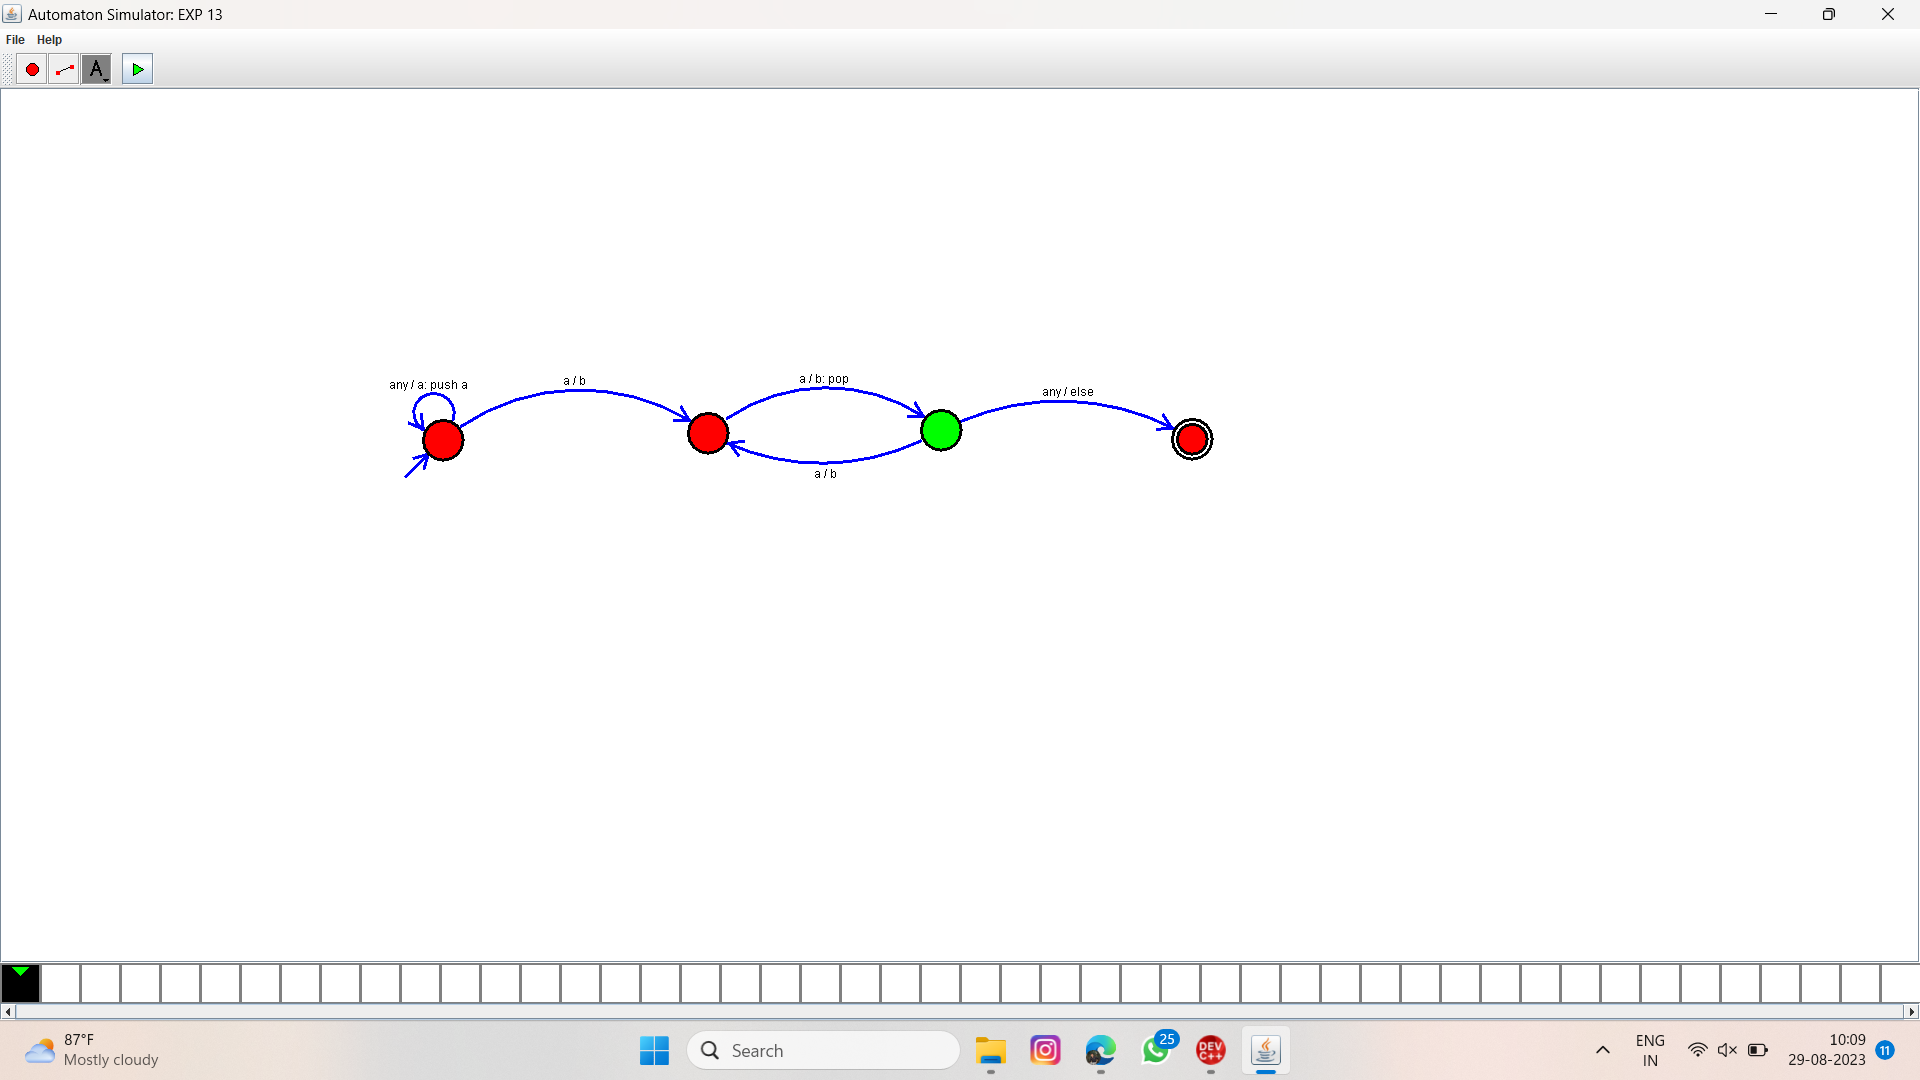 Automaton Simulator: EXP 13
File Help
A
any / a: push a
a / b
a / b: pop
any / else
a / b
87°F
Mostly cloudy
Search
25
DEV
C++
ENG
IN
10:09
29-08-2023
11